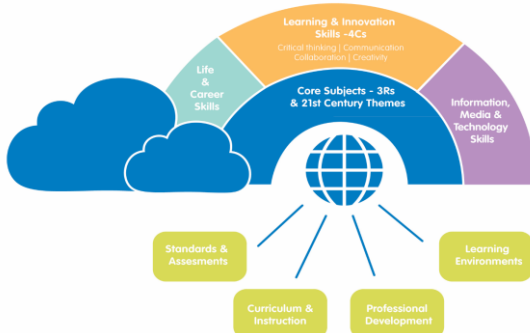 Learning & Innovation
Skills -4Cs
Critical thinking | Communication
Collaboration | Creativity
Life
&
Career
Skills
Core Subjects - 3Rs
& 21st Century Themes
Information,
Media &
Technology
Skills
Standards &
Assesments
Learning
Environments
Curriculum &
Instruction
Professional
Development